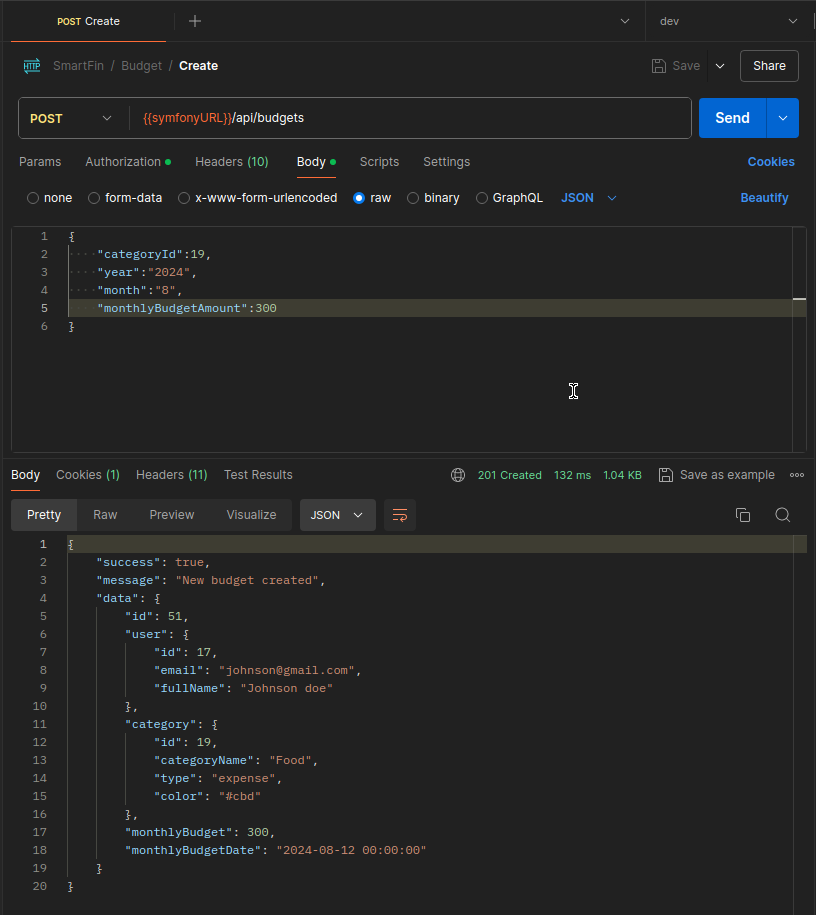 POST Create
dev
HTTP SmartFin / Budget / Create Save Share
POST {{symfonyURL}}/api/budgets Send
Params Authorization Headers (10) Body Scripts Settings Cookies
none form-data x-www-form-urlencoded raw binary GraphQL JSON Beautify
1 {
2 ····"categoryId":19,
3 ····"year":"2024",
4 ····"month":"8",
5 ····"monthlyBudgetAmount":300
6 }
Body Cookies (1) Headers (11) Test Results 201 Created 132 ms 1.04 KB Save as example
Pretty Raw Preview Visualize JSON
1 {
2 "success": true,
3 "message": "New budget created",
4 "data": {
5 "id": 51,
6 "user": {
7 "id": 17,
8 "email": "johnson@gmail.com",
9 "fullName": "Johnson doe"
10 },
11 "category": {
12 "id": 19,
13 "categoryName": "Food",
14 "type": "expense",
15 "color": "#cbd"
16 },
17 "monthlyBudget": 300,
18 "monthlyBudgetDate": "2024-08-12 00:00:00"
19 }
20 }